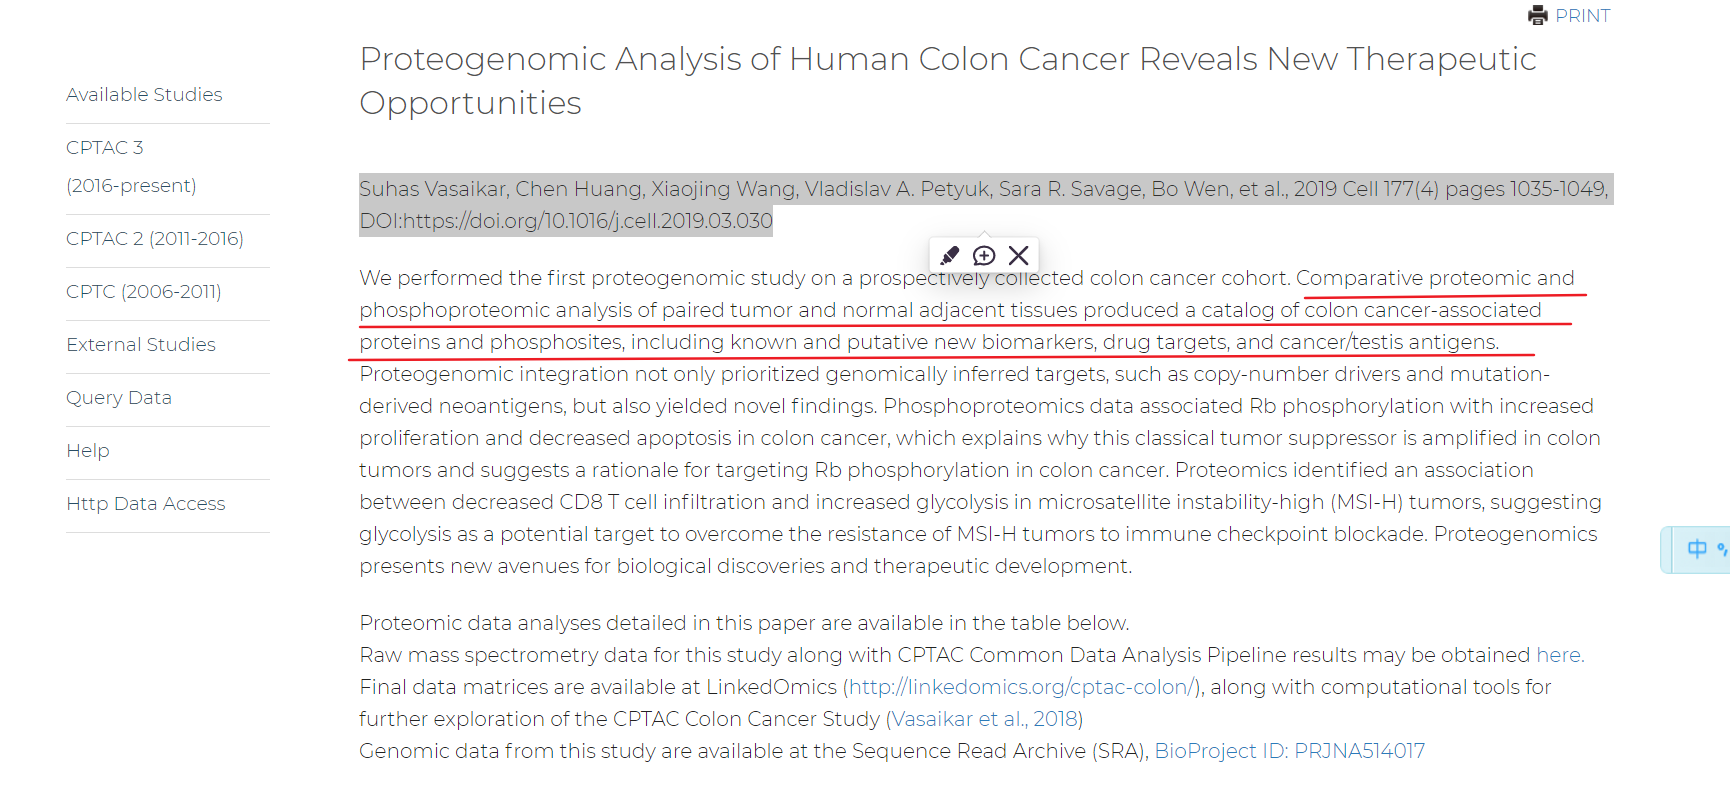 PRINT
Proteogenomic Analysis of Human Colon Cancer Reveals New Therapeutic
Opportunities
Available Studies
CPTAC 3
(2016-present)
CPTAC 2 (2011-2016)
CPTC (2006-2011)
External Studies
Query Data
Help
Http Data Access
Suhas Vasaikar, Chen Huang, Xiaojing Wang, Vladislav A. Petyuk, Sara R. Savage, Bo Wen, et al., 2019 Cell 177(4) pages 1035-1049,
DOI:https://doi.org/10.1016/j.cell.2019.03.030
We performed the first proteogenomic study on a prospectively collected colon cancer cohort. Comparative proteomic and
phosphoproteomic analysis of paired tumor and normal adjacent tissues produced a catalog of colon cancer-associated
proteins and phosphosites, including known and putative new biomarkers, drug targets, and cancer/testis antigens.
Proteogenomic integration not only prioritized genomically inferred targets, such as copy-number drivers and mutation-
derived neoantigens, but also yielded novel findings. Phosphoproteomics data associated Rb phosphorylation with increased
proliferation and decreased apoptosis in colon cancer, which explains why this classical tumor suppressor is amplified in colon
tumors and suggests a rationale for targeting Rb phosphorylation in colon cancer. Proteomics identified an association
between decreased CD8 T cell infiltration and increased glycolysis in microsatellite instability-high (MSI-H) tumors, suggesting
glycolysis as a potential target to overcome the resistance of MSI-H tumors to immune checkpoint blockade. Proteogenomics
presents new avenues for biological discoveries and therapeutic development.
Proteomic data analyses detailed in this paper are available in the table below.
Raw mass spectrometry data for this study along with CPTAC Common Data Analysis Pipeline results may be obtained here.
Final data matrices are available at LinkedOmics (http://linkedomics.org/cptac-colon/), along with computational tools for
further exploration of the CPTAC Colon Cancer Study (Vasaikar et al., 2018)
Genomic data from this study are available at the Sequence Read Archive (SRA), BioProject ID: PRJNA514017
中